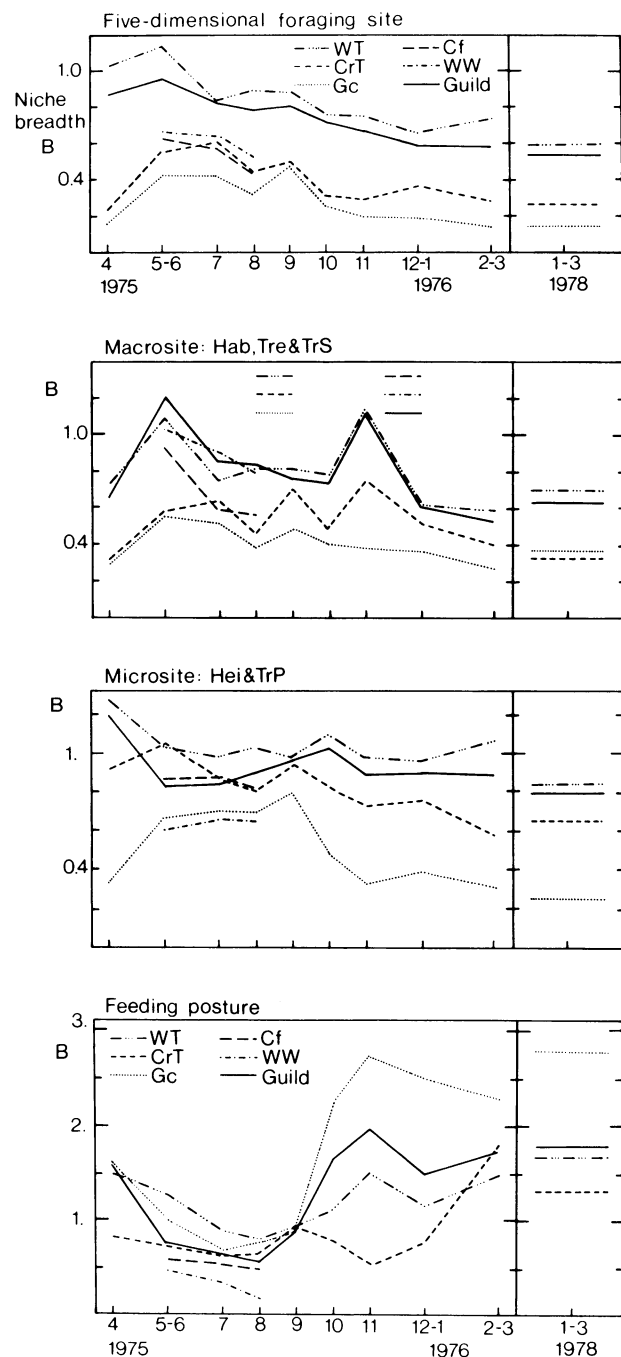 Five-dimensional foraging site
WT
Cf
CrT
WW
Gc
Guild
1.0
Niche
breadth
B
0.4
4
5-6
7
8
9
10
11
12-1
2-3
1-3
1975
1976
1978
Macrosite: Hab,Tre&TrS
B
1.0
0.4
Microsite: Hei&TrP
B
1.
0.4
Feeding posture
3.
B
WT
Cf
CrT
WW
Gc
Guild
2.
1.
4
5-6
7
8
9
10
11
12-1
2-3
1-3
1975
1976
1978